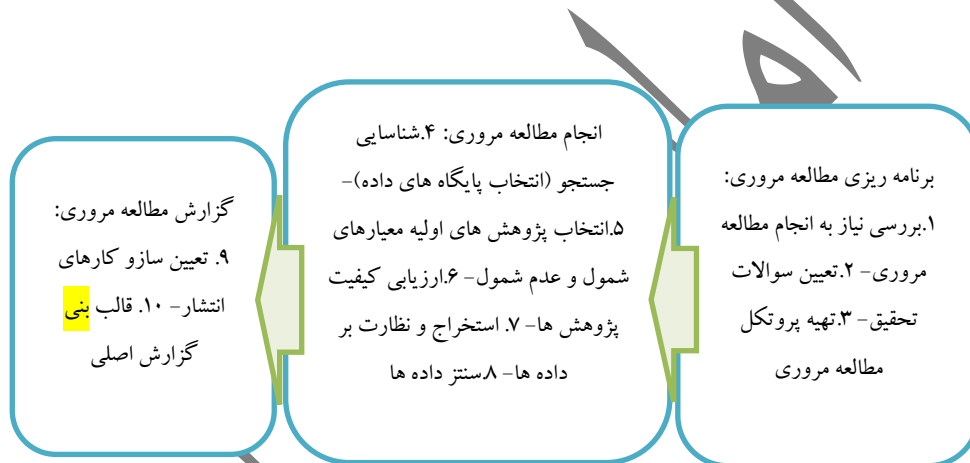 برنامه ریزی مطالعه مروری:
۱.بررسی نیاز به انجام مطالعه
مروری- ۲.تعیین سوالات
تحقیق- ۳.تهیه پروتکل
مطالعه مروری
انجام مطالعه مروری: ۴.شناسایی
جستجو (انتخاب پایگاه های داده)-
۵.انتخاب پژوهش های اولیه معیارهای
شمول و عدم شمول- ۶.ارزیابی کیفیت
پژوهش ها- ۷. استخراج و نظارت بر
داده ها- ۸.سنتز داده ها
گزارش مطالعه مروری:
۹. تعیین سازو کارهای
انتشار- ۱۰. قالب بنی
گزارش اصلی